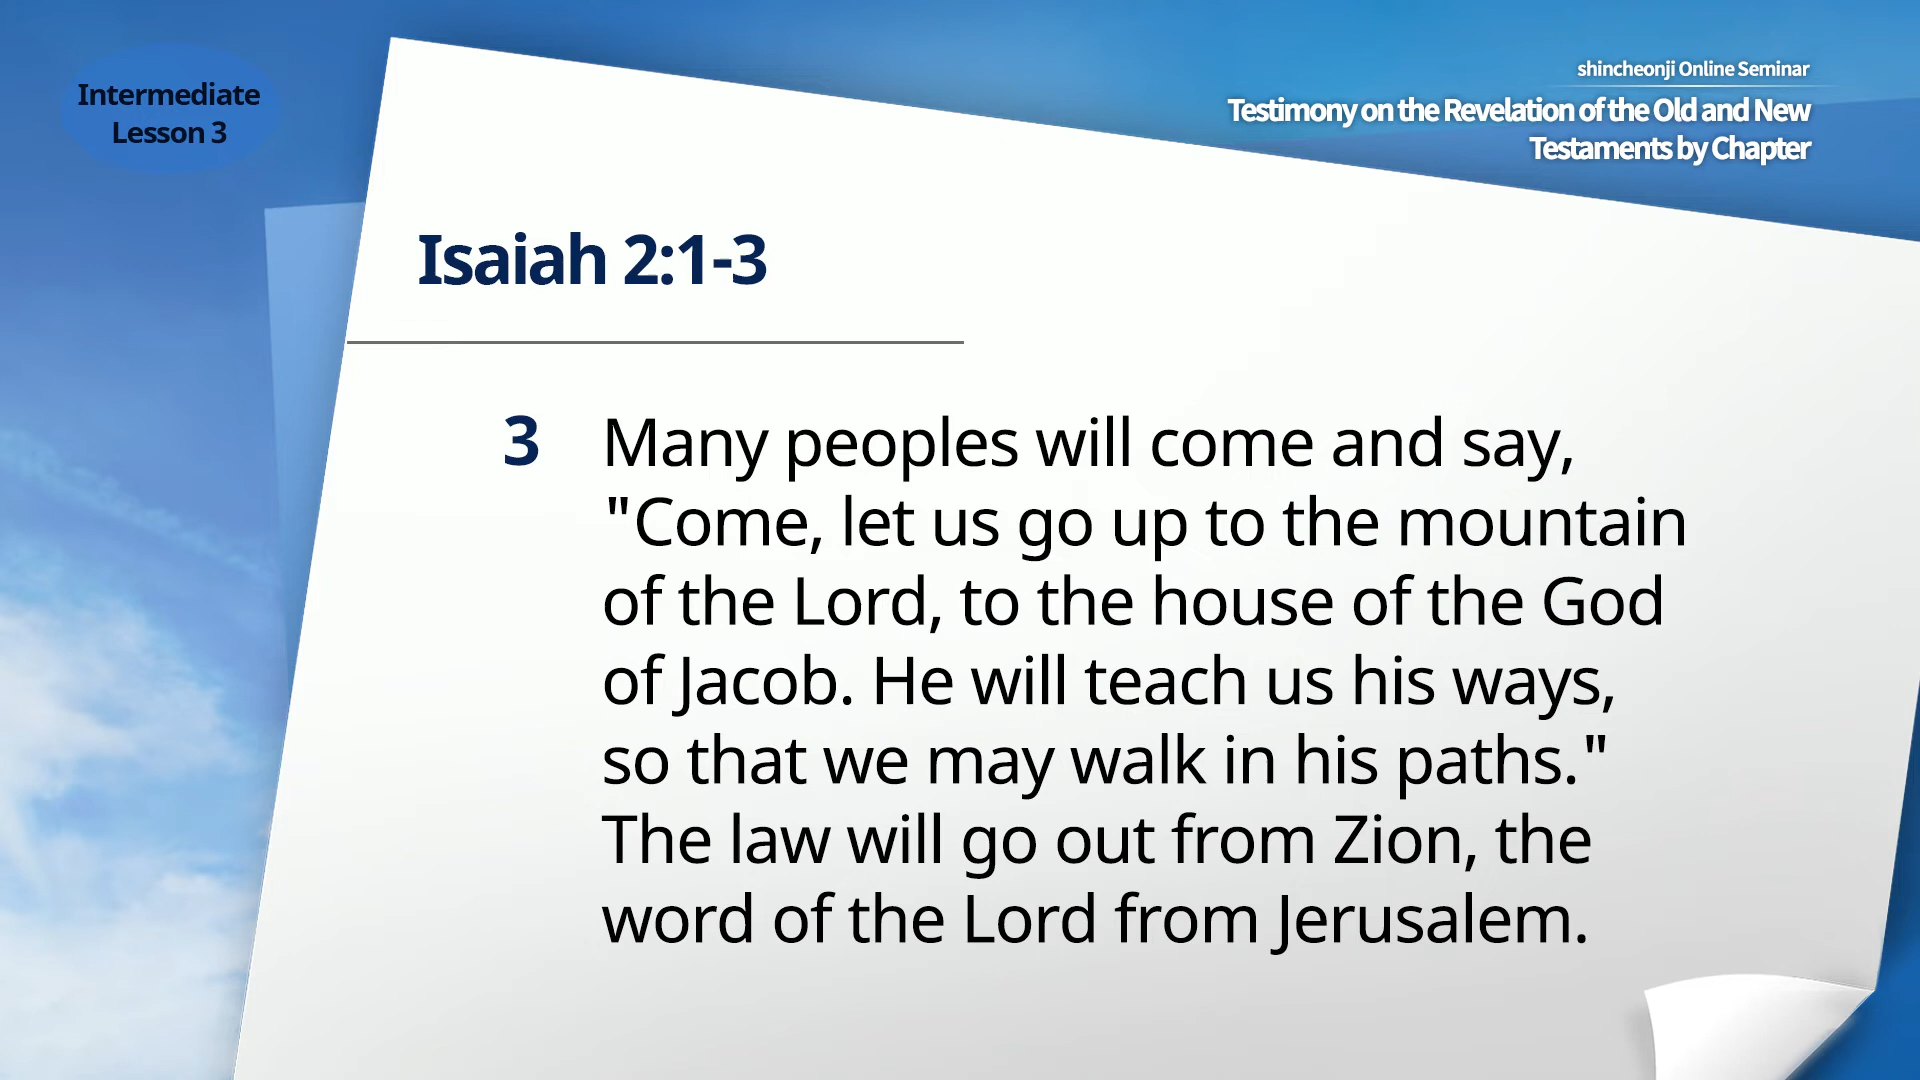 Intermediate
Lesson 3
shincheonji Online Seminar
Testimony on the Revelation of the Old and New
Testaments by Chapter
Isaiah 2:1-3
3 Many peoples will come and say,
"Come, let us go up to the mountain
of the Lord, to the house of the God
of Jacob. He will teach us his ways,
so that we may walk in his paths."
The law will go out from Zion, the
word of the Lord from Jerusalem.